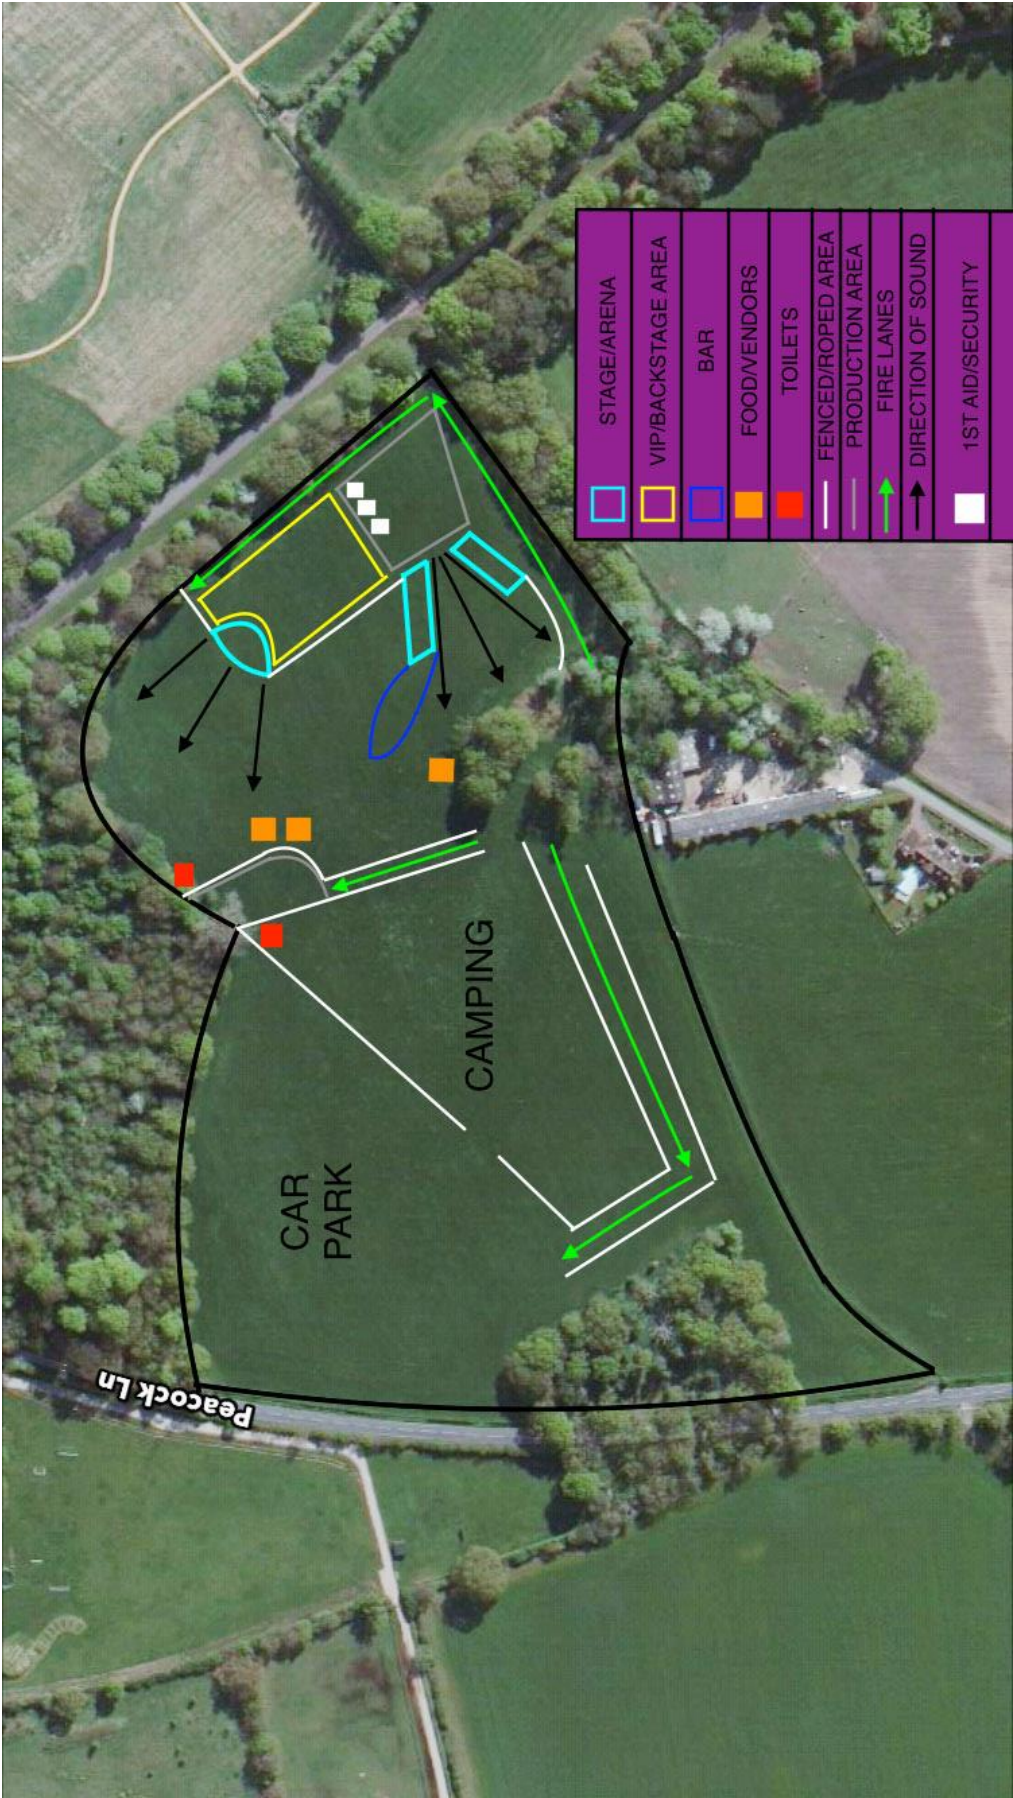 STAGE/ARENA
VIP/BACKSTAGE AREA
BAR
FOOD/VENDORS
TOILETS
FENCED/ROPED AREA
PRODUCTION AREA
FIRE LANES
DIRECTION OF SOUND
1ST AID/SECURITY
CAMPING
CAR
PARK
Peacock Ln